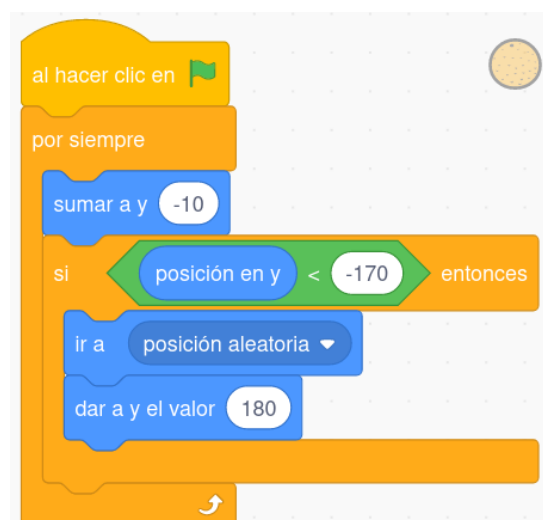 al hacer clic en
por siempre
sumar a y -10
si posición en y < -170 entonces
ir a posición aleatoria
dar a y el valor 180